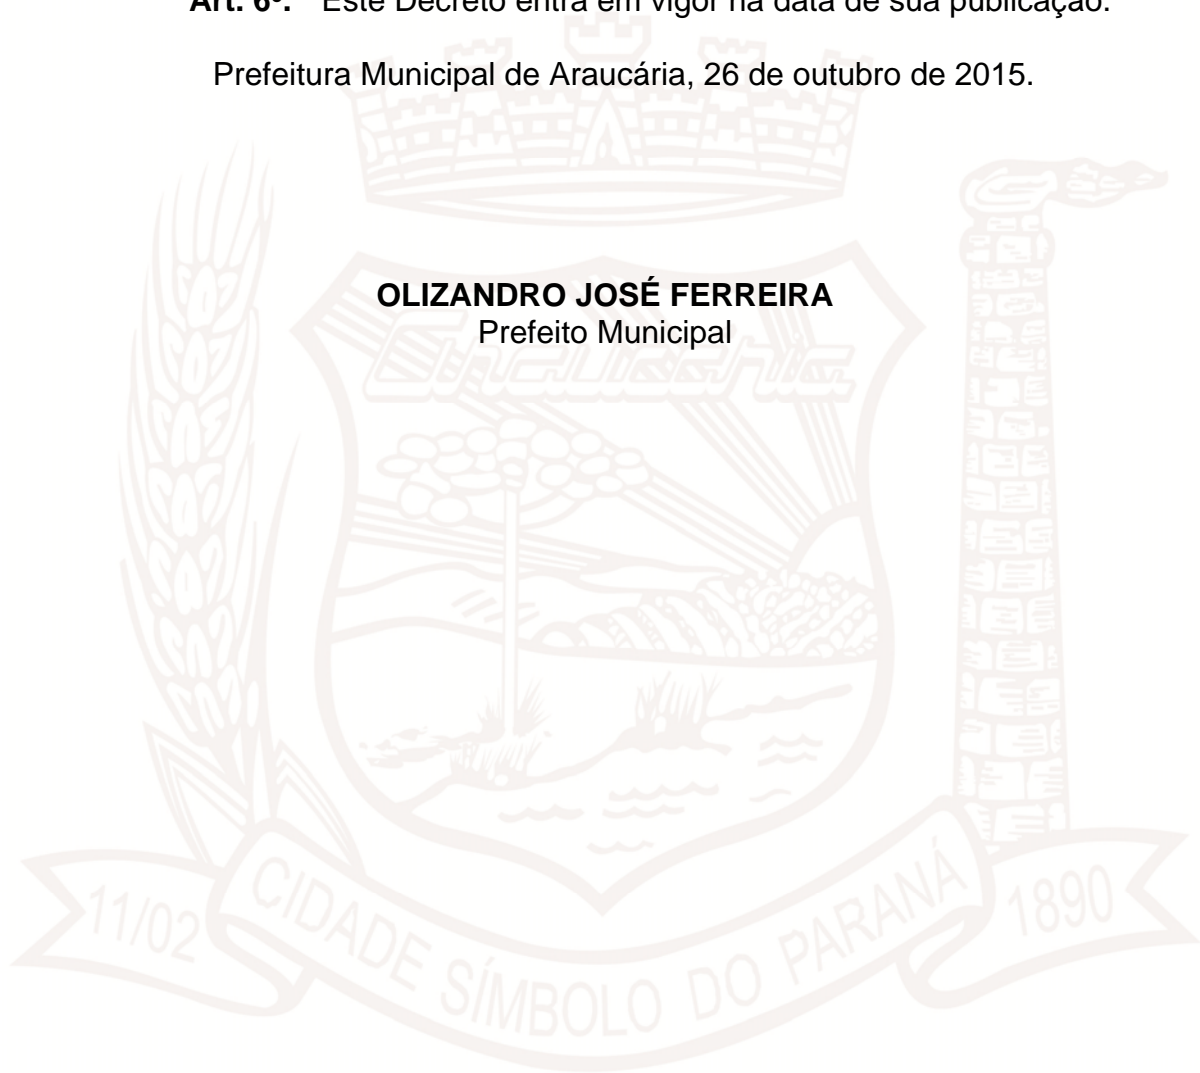 Art. 6º. Este Decreto entra em vigor na data de sua publicação.
Prefeitura Municipal de Araucária, 26 de outubro de 2015.
OLIZANDRO JOSÉ FERREIRA
Prefeito Municipal
Araucária
11/02
CIDADE SÍMBOLO DO PARANÁ
1890